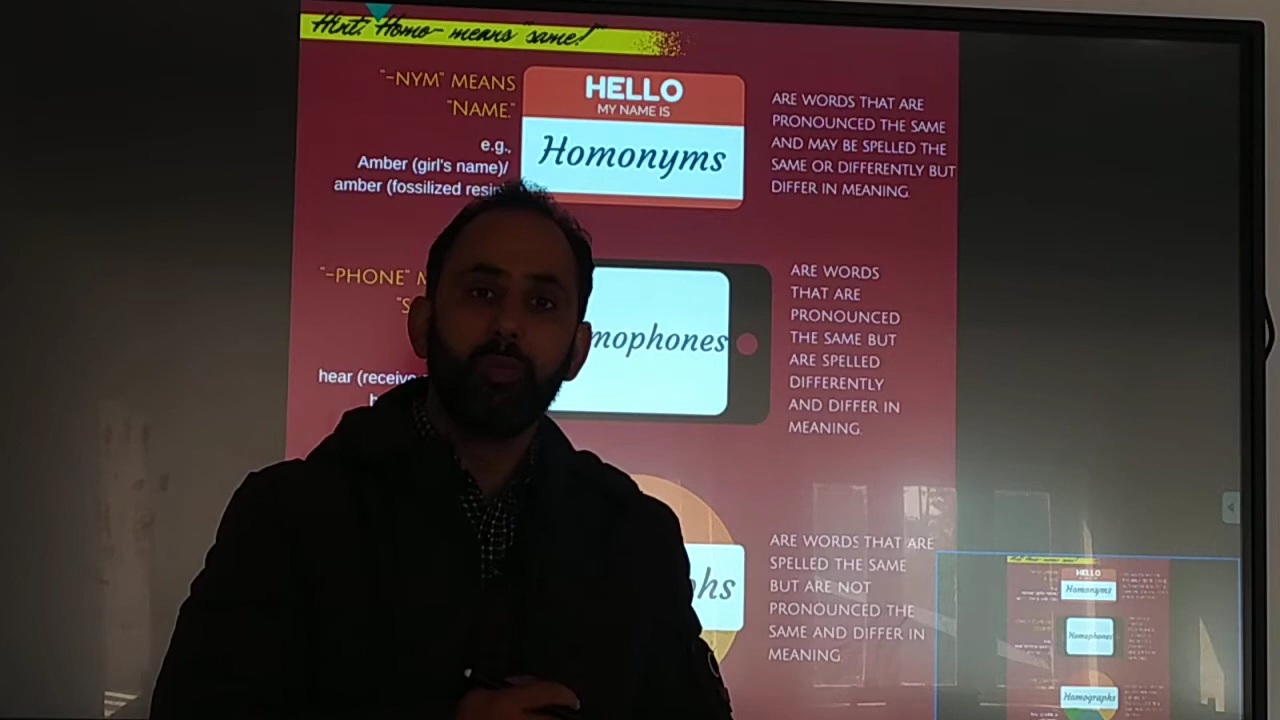 Hint: Homo- means "same!"
"-NYM" MEANS
"NAME."
e.g.,
Amber (girl's name)/
amber (fossilized resin
HELLO
MY NAME IS
Homonyms
ARE WORDS THAT ARE
PRONOUNCED THE SAME
AND MAY BE SPELLED THE
SAME OR DIFFERENTLY BUT
DIFFER IN MEANING.
"-PHONE" M
"S
hear (receive
h
mophones
ARE WORDS
THAT ARE
PRONOUNCED
THE SAME BUT
ARE SPELLED
DIFFERENTLY
AND DIFFER IN
MEANING.
phs
ARE WORDS THAT ARE
SPELLED THE SAME
BUT ARE NOT
PRONOUNCED THE
SAME AND DIFFER IN
MEANING.
HELLO
Homonyms
Homophones
Homographs